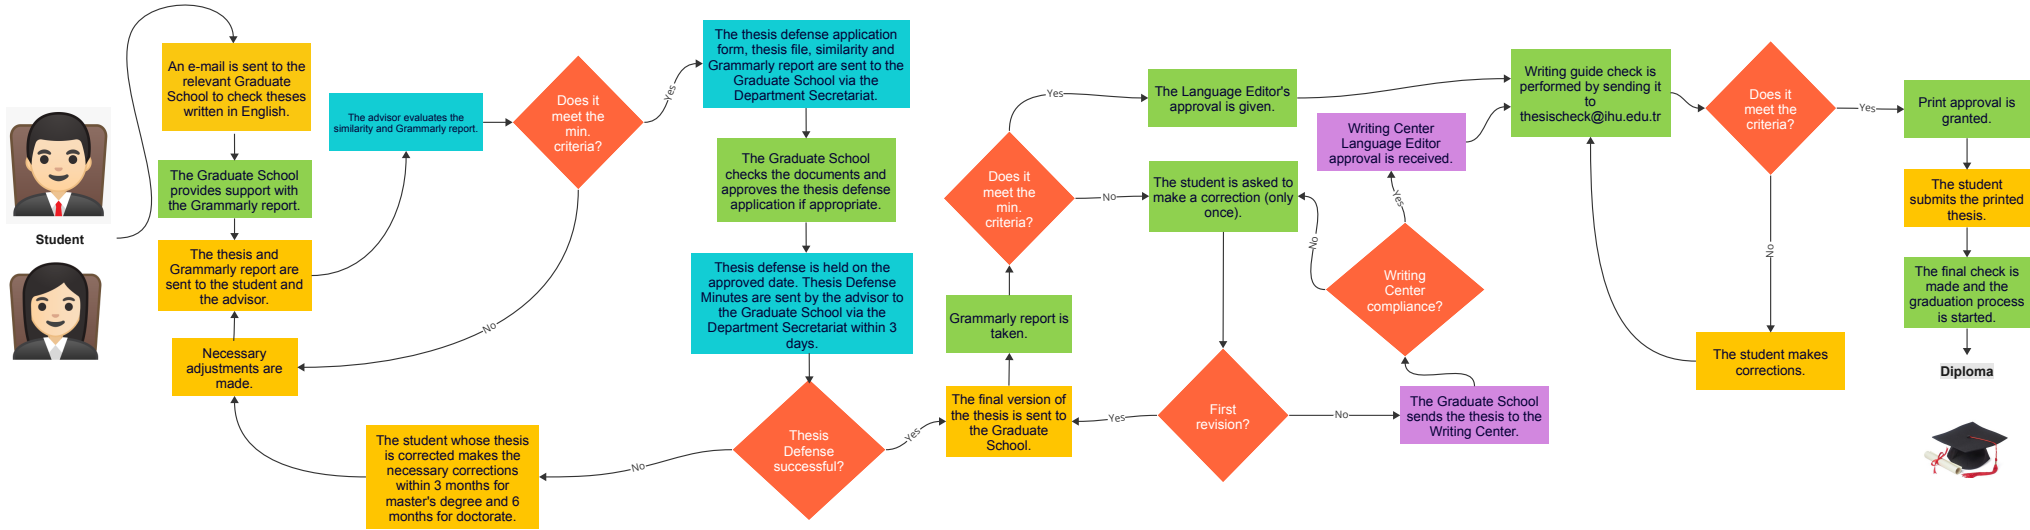 Student
An e-mail is sent to the
relevant Graduate
School to check theses
written in English.
The Graduate School
provides support with
the Grammarly report.
The thesis and
Grammarly report are
sent to the student and
the advisor.
Necessary
adjustments are
made.
The advisor evaluates the
similarity and Grammarly report.
Does it
meet the
min.
criteria?
Yes
No
The thesis defense application
form, thesis file, similarity and
Grammarly report are sent to the
Graduate School via the
Department Secretariat.
The Graduate School
checks the documents and
approves the thesis defense
application if appropriate.
Thesis defense is held on the
approved date. Thesis Defense
Minutes are sent by the advisor to
the Graduate School via the
Department Secretariat within 3
days.
Thesis
Defense
successful?
No
Yes
The student whose thesis
is corrected makes the
necessary corrections
within 3 months for
master's degree and 6
months for doctorate.
The final version of
the thesis is sent to
the Graduate
School.
Grammarly report is
taken.
Does it
meet the
min.
criteria?
Yes
No
The Language Editor's
approval is given.
The student is asked to
make a correction (only
once).
First
revision?
Yes
No
The Graduate School
sends the thesis to the
Writing Center.
Writing
Center
compliance?
No
Yes
Writing Center
Language Editor
approval is received.
Writing guide check is
performed by sending it
to
thesischeck@ihu.edu.tr
Does it
meet the
criteria?
Yes
No
The student makes
corrections.
Print approval is
granted.
The student
submits the printed
thesis.
The final check is
made and the
graduation process
is started.
Diploma